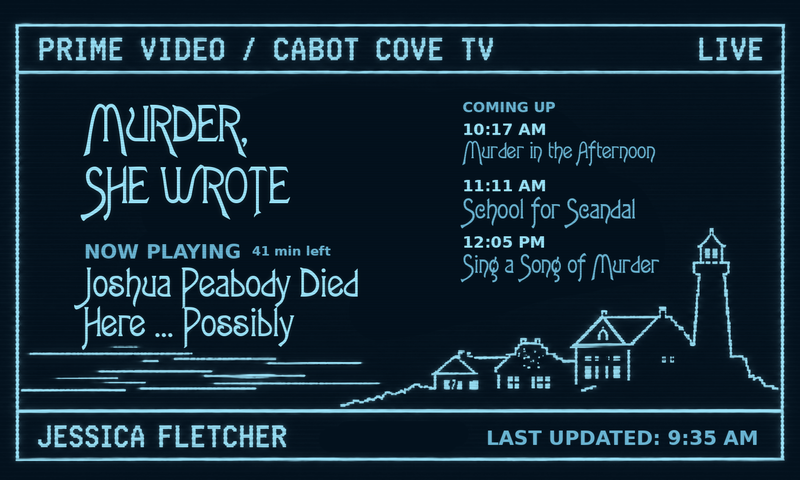 PRIME VIDEO / CABOT COVE TV
LIVE
MURDER,
SHE WROTE
NOW PLAYING 41 min left
Joshua Peabody Died
Here ... Possibly
COMING UP
10:17 AM
Murder in the Afternoon
11:11 AM
School for Scandal
12:05 PM
Sing a Song of Murder
JESSICA FLETCHER
LAST UPDATED: 9:35 AM